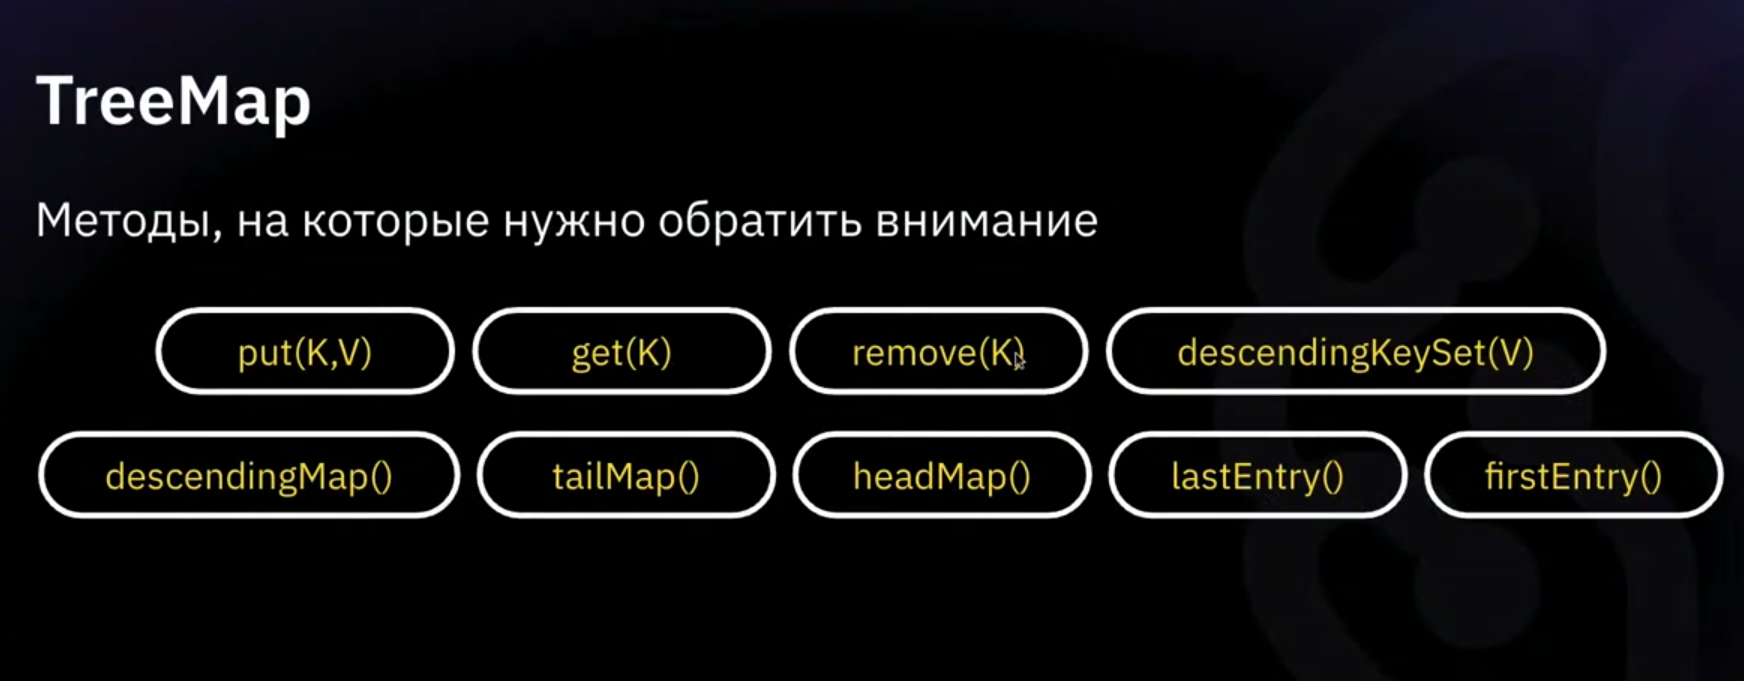 TreeMap
Методы, на которые нужно обратить внимание
put(K,V) get(K) remove(K) descendingKeySet(V)
descendingMap() tailMap() headMap() lastEntry() firstEntry()